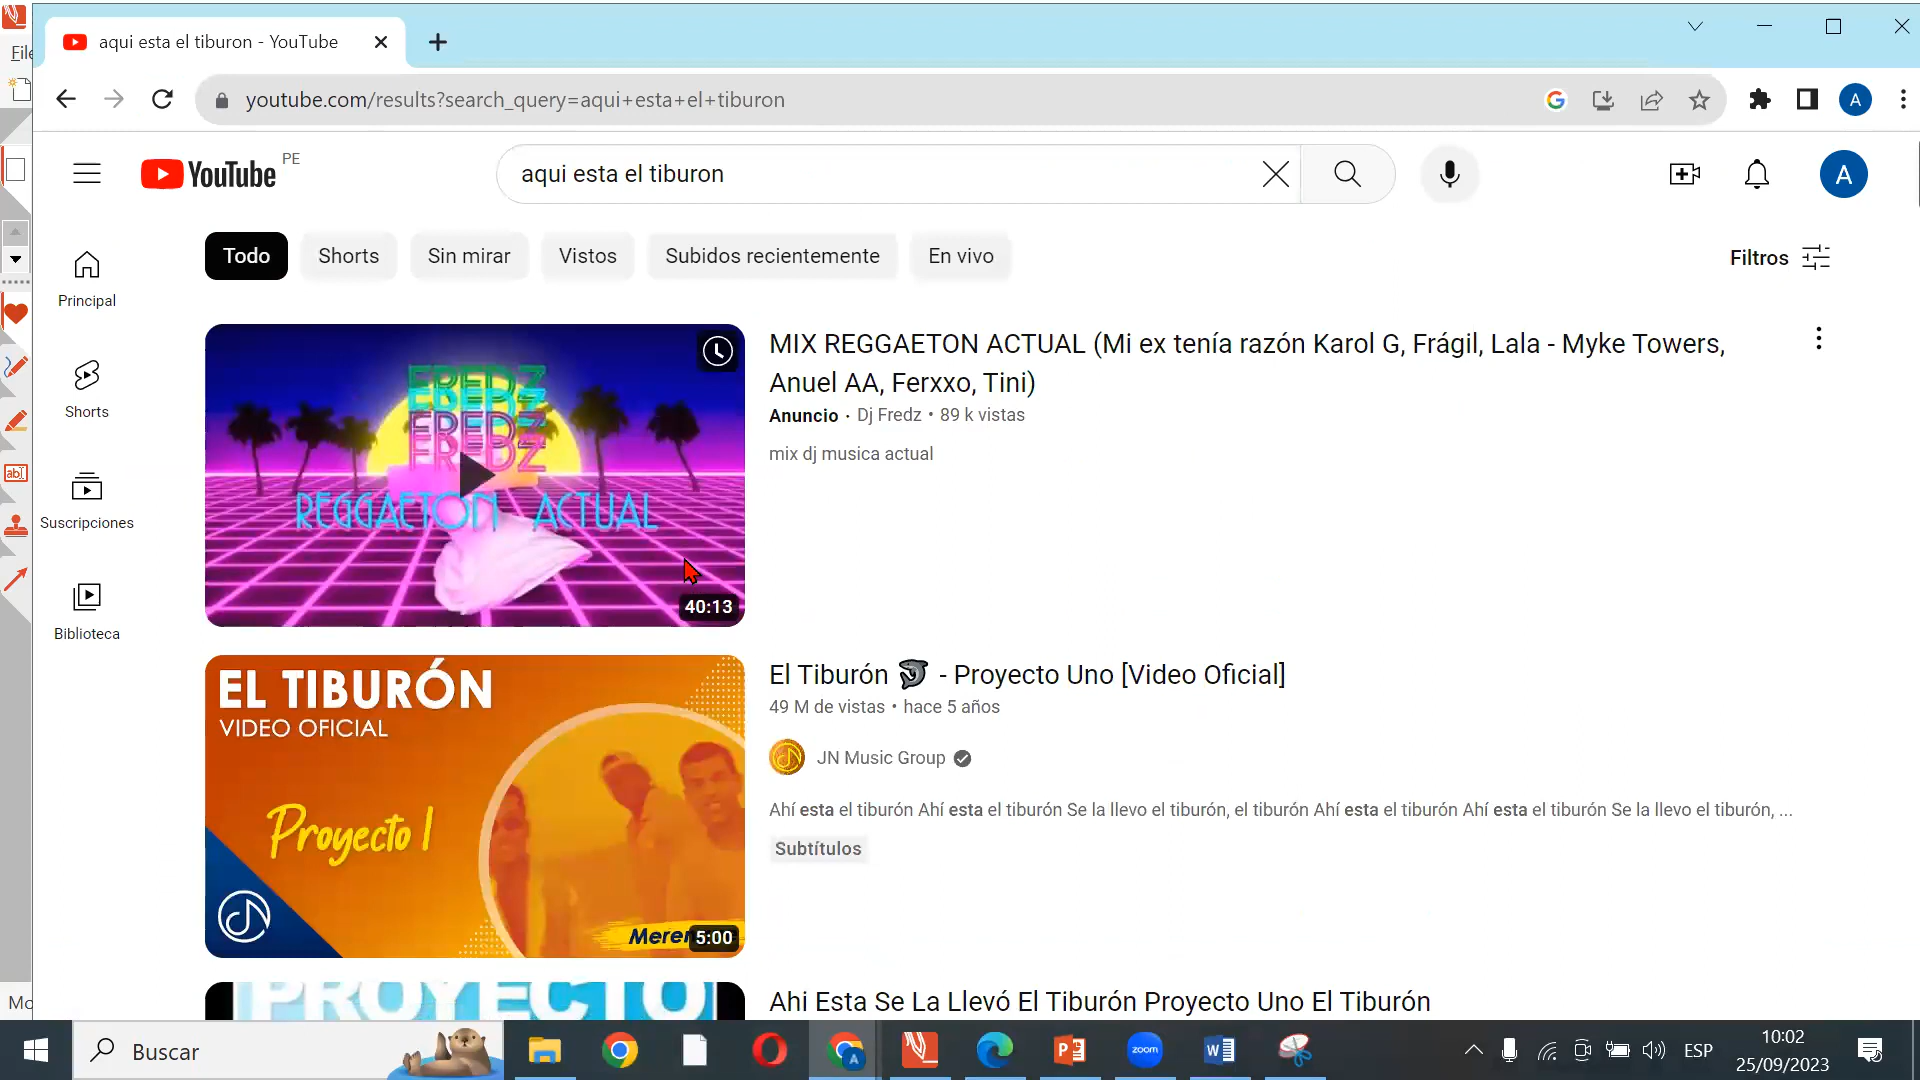 aqui esta el tiburon - YouTube
File
youtube.com/results?search_query=aqui+esta+el+tiburon
A
YouTube PE
aqui esta el tiburon
A
Todo
Shorts
Sin mirar
Vistos
Subidos recientemente
En vivo
Filtros
Principal
Shorts
Suscripciones
Biblioteca
FREDZ
FREDZ
FREDZ
REGGAETON ACTUAL
40:13
MIX REGGAETON ACTUAL (Mi ex tenía razón Karol G, Frágil, Lala - Myke Towers,
Anuel AA, Ferxxo, Tini)
Anuncio · Dj Fredz • 89 k vistas
mix dj musica actual
EL TIBURÓN
VIDEO OFICIAL
Proyecto 1
5:00
El Tiburón 🦈 - Proyecto Uno [Video Oficial]
49 M de vistas • hace 5 años
JN Music Group
Ahí esta el tiburón Ahí esta el tiburón Se la llevo el tiburón, el tiburón Ahí esta el tiburón Ahí esta el tiburón Se la llevo el tiburón, ...
Subtítulos
PROYECTO
Ahi Esta Se La Llevó El Tiburón Proyecto Uno El Tiburón
Buscar
zoom
ESP
10:02
25/09/2023